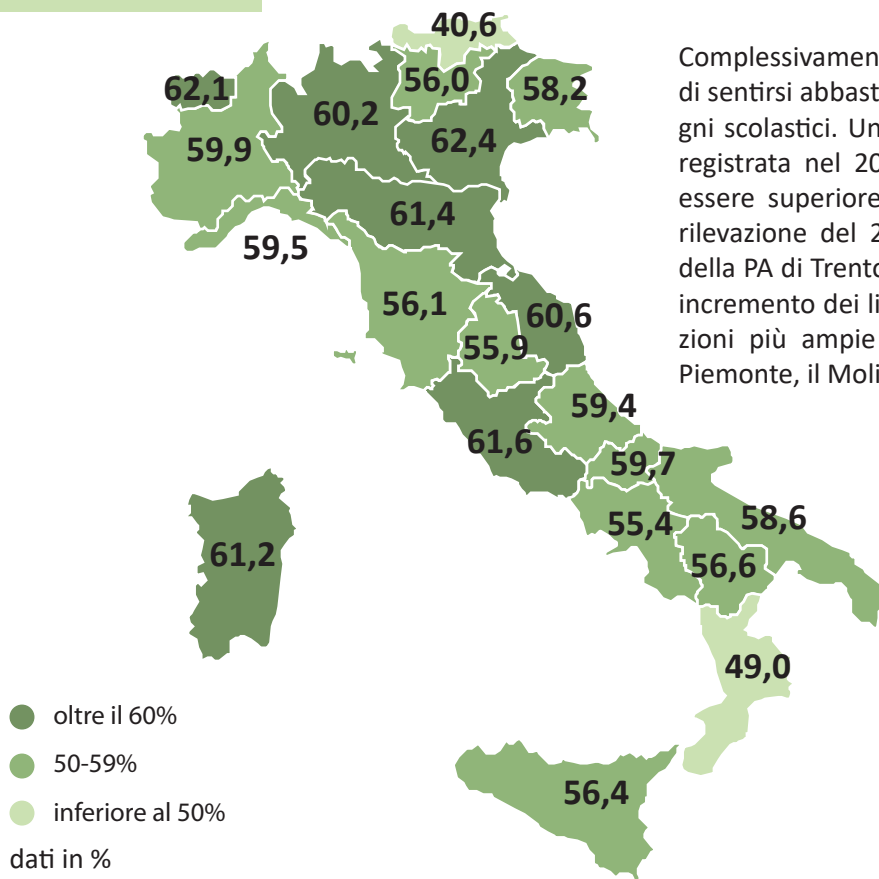 40,6
62,1
56,0
58,2
60,2
59,9
62,4
61,4
59,5
56,1
60,6
55,9
59,4
61,6
59,7
55,4
58,6
61,2
56,6
49,0
56,4
Complessivamen
di sentirsi abbast
gni scolastici. Un
registrata nel 20
essere superiore
rilevazione del 2
della PA di Trento
incremento dei li
zioni più ampie
Piemonte, il Moli
oltre il 60%
50-59%
inferiore al 50%
dati in %